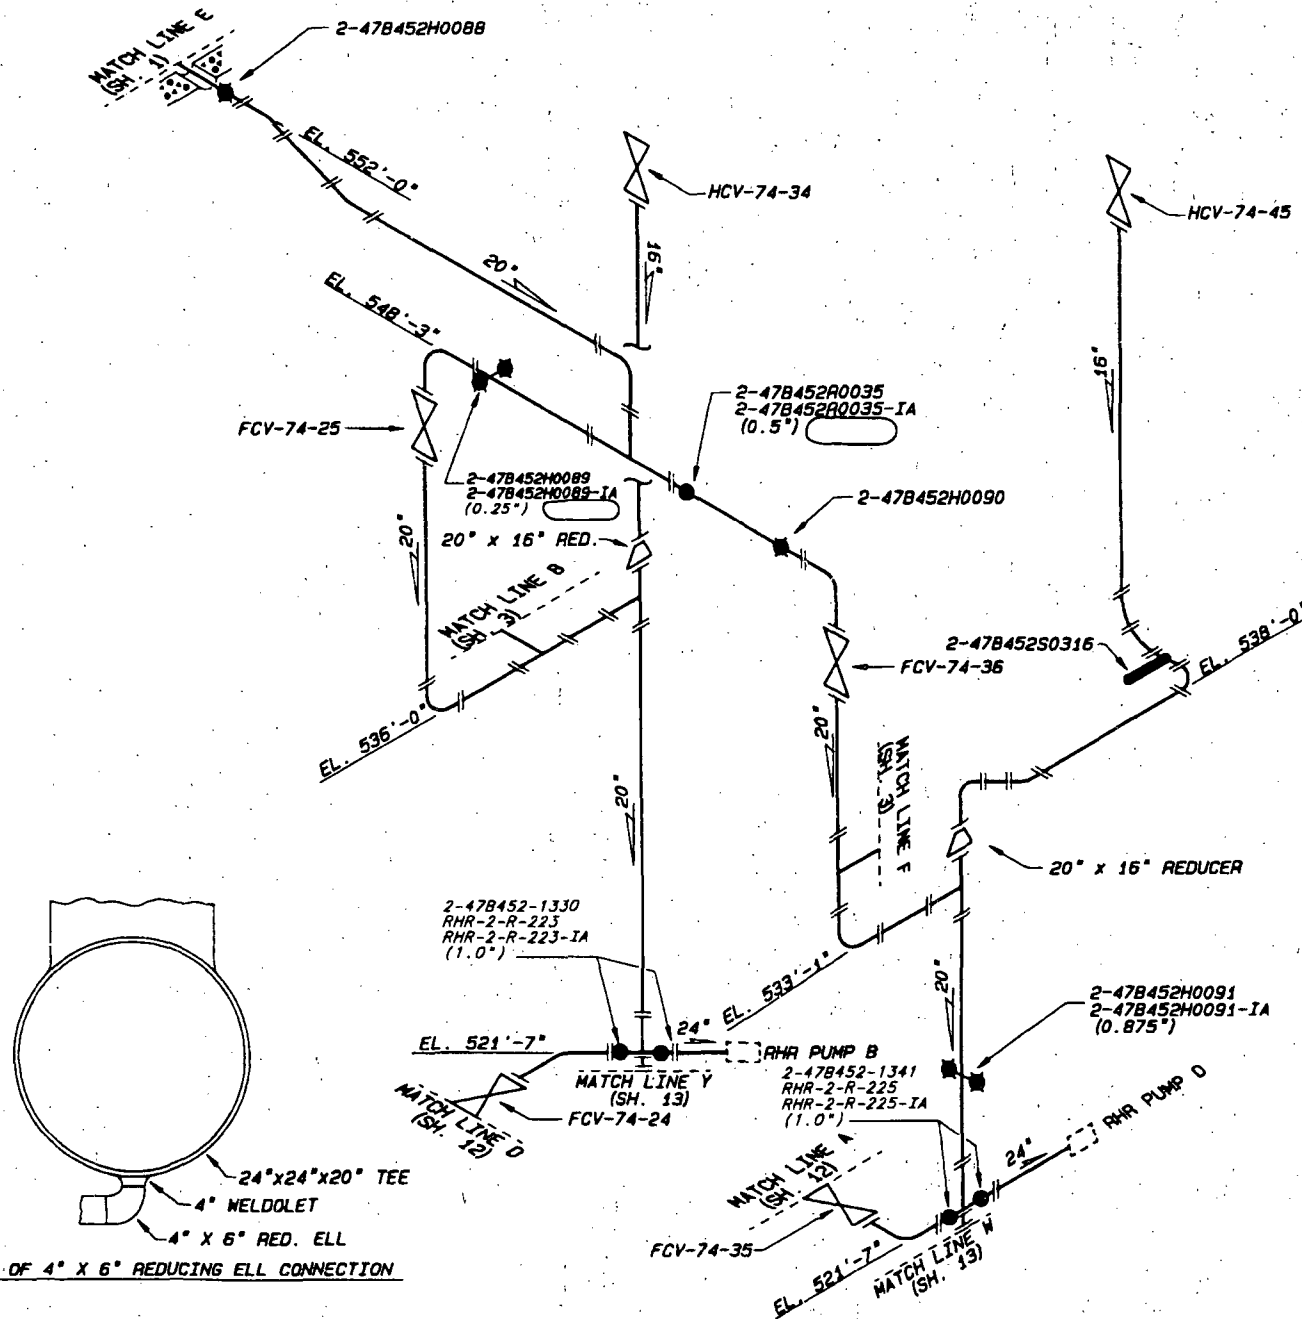 2-47B452H0088
MATCH LINE E
(SH. 1)
EL. 552'-0"
HCV-74-34
HCV-74-45
20"
16"
EL. 548'-3"
16"
2-47B452R0035
2-47B452R0035-IA
(0.5")
FCV-74-25
2-47B452H0089
2-47B452H0089-IA
(0.25")
2-47B452H0090
20" X 16" RED.
20"
MATCH LINE B
(SH. 3)
2-47B452S0316
FCV-74-36
EL. 538'-0"
EL. 536'-0"
20"
MATCH LINE F
(SH. 3)
20"
20" X 16" REDUCER
2-47B452-1330
RHR-2-R-223
RHR-2-R-223-IA
(1.0")
EL. 533'-1"
20"
2-47B452H0091
2-47B452H0091-IA
(0.875")
24"
EL. 521'-7"
RHR PUMP B
MATCH LINE Y
(SH. 13)
2-47B452-1341
RHR-2-R-225
RHR-2-R-225-IA
(1.0")
MATCH LINE D
(SH. 12)
FCV-74-24
RHR PUMP D
24"
MATCH LINE A
(SH. 12)
24"x24"x20" TEE
4" WELDOLET
4" X 6" RED. ELL
FCV-74-35
OF 4" X 6" REDUCING ELL CONNECTION
EL. 521'-7"
MATCH LINE W
(SH. 13)